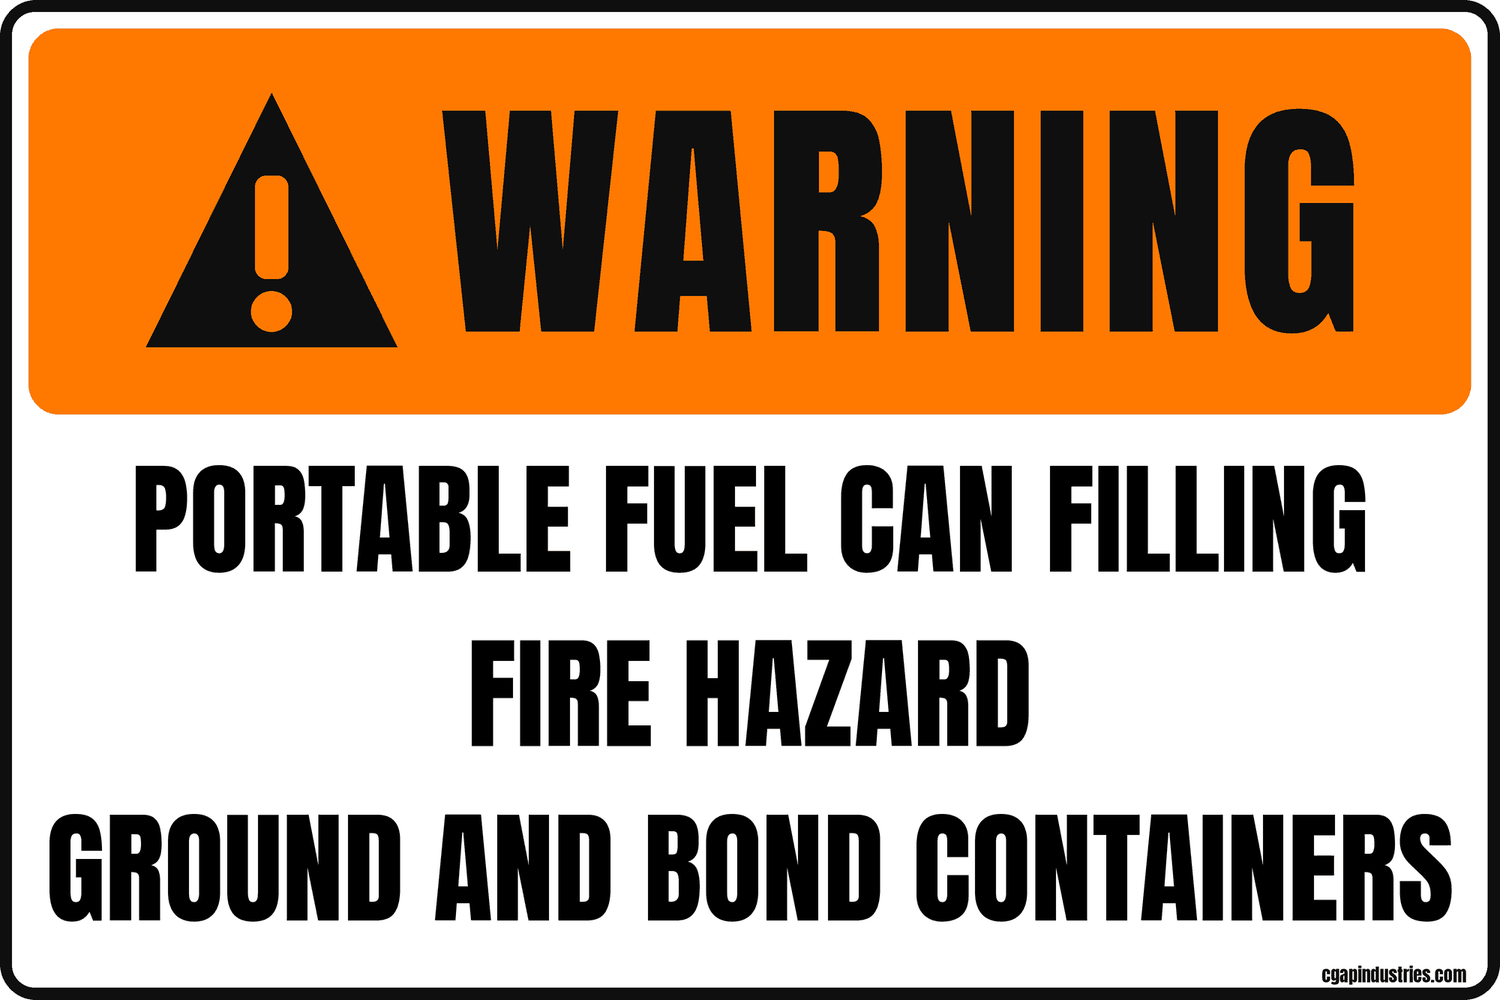 WARNING
PORTABLE FUEL CAN FILLING
FIRE HAZARD
GROUND AND BOND CONTAINERS
cgapindustries.com